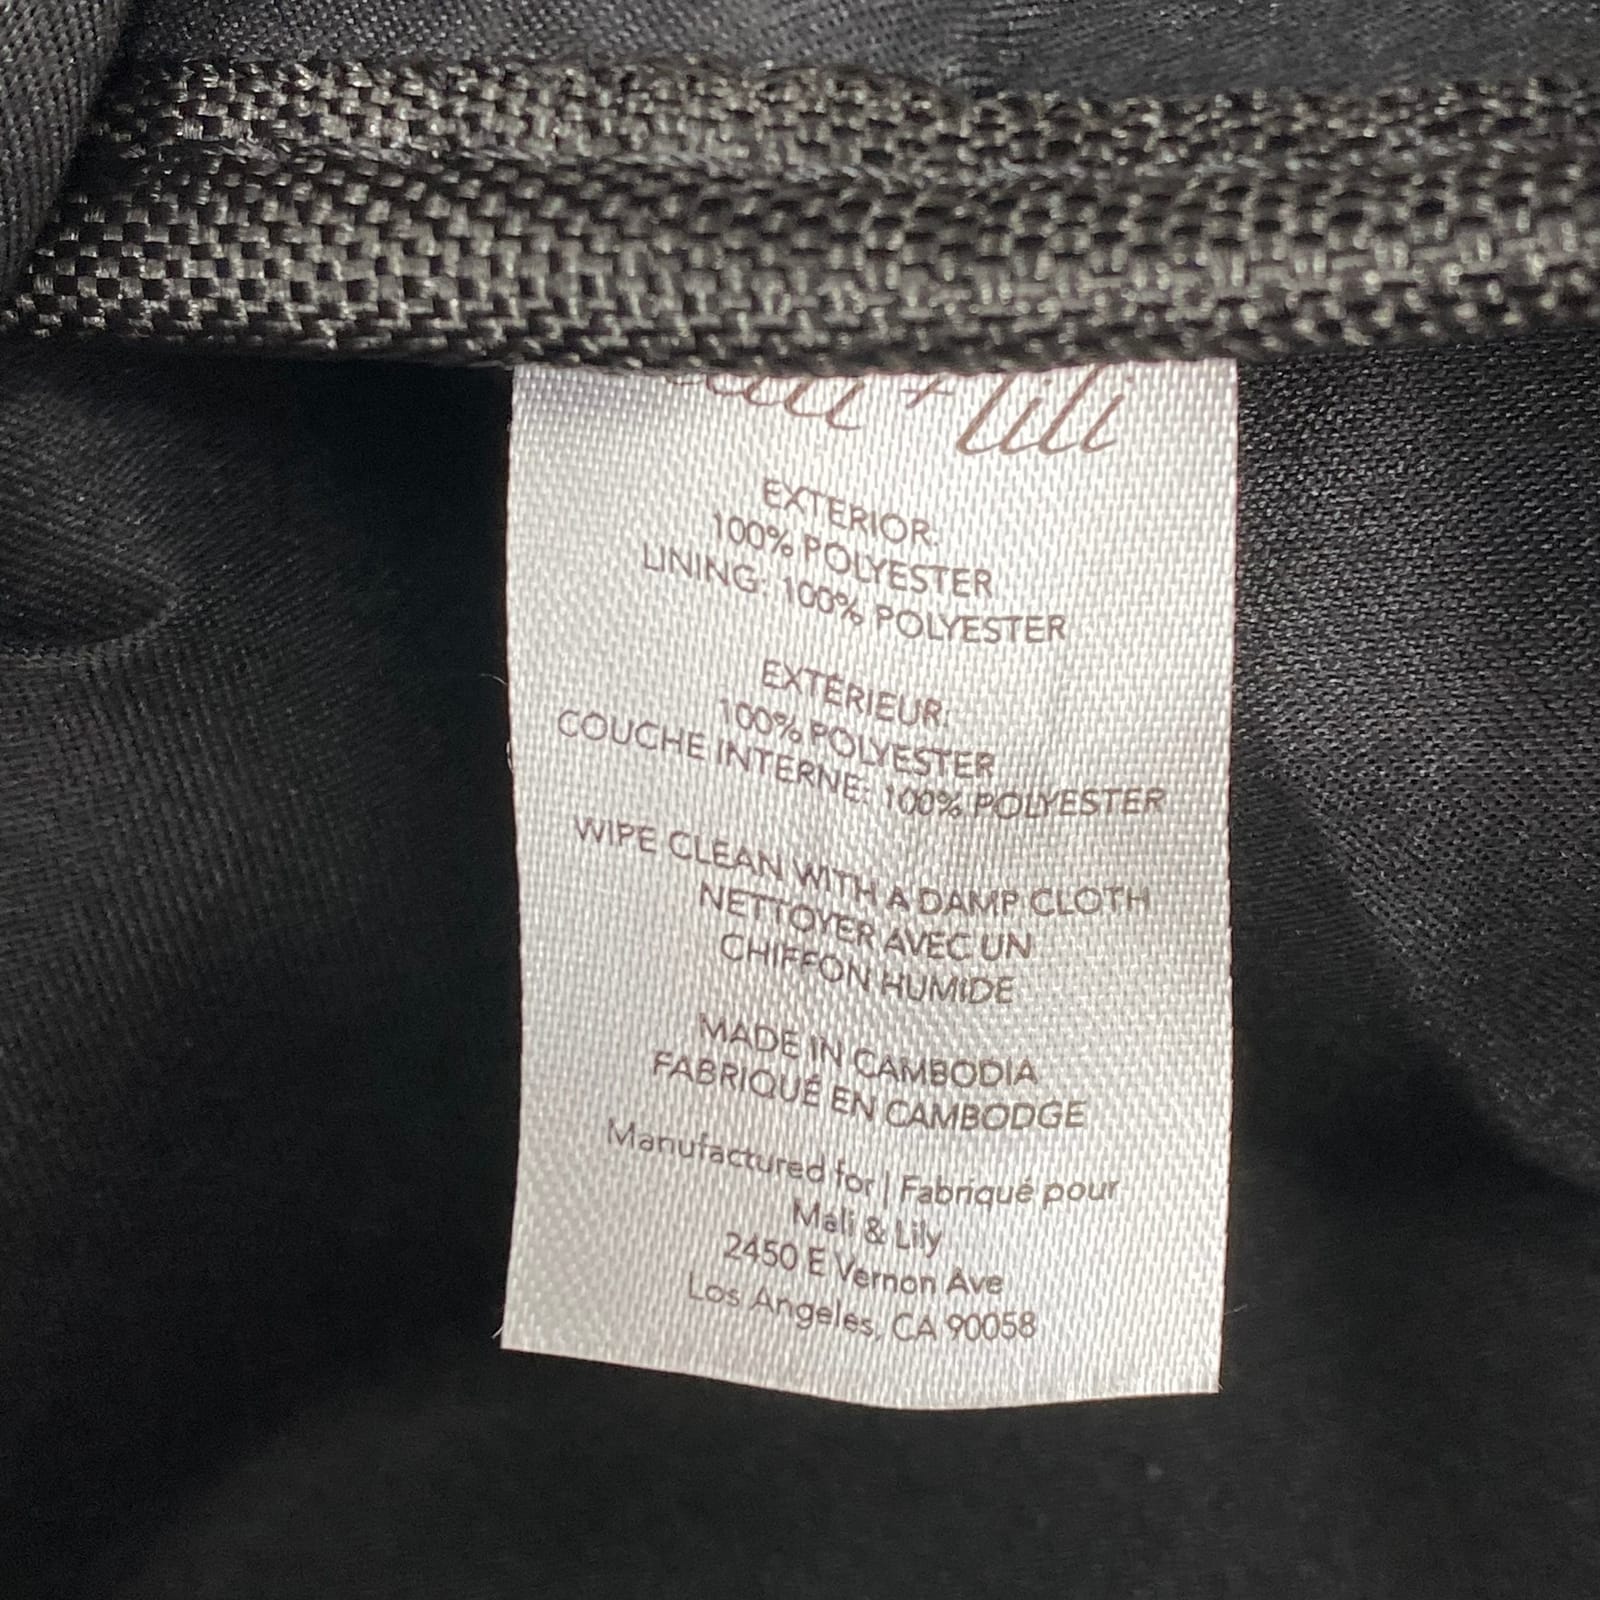 + lili
EXTERIOR:
100% POLYESTER
LINING: 100% POLYESTER
EXTÉRIEUR:
100% POLYESTER
COUCHE INTERNE: 100% POLYESTER
WIPE CLEAN WITH A DAMP CLOTH
NETTOYER AVEC UN
CHIFFON HUMIDE
MADE IN CAMBODIA
FABRIQUÉ EN CAMBODGE
Manufactured for | Fabriqué pour
Mali & Lily
2450 E Vernon Ave
Los Angeles, CA 90058